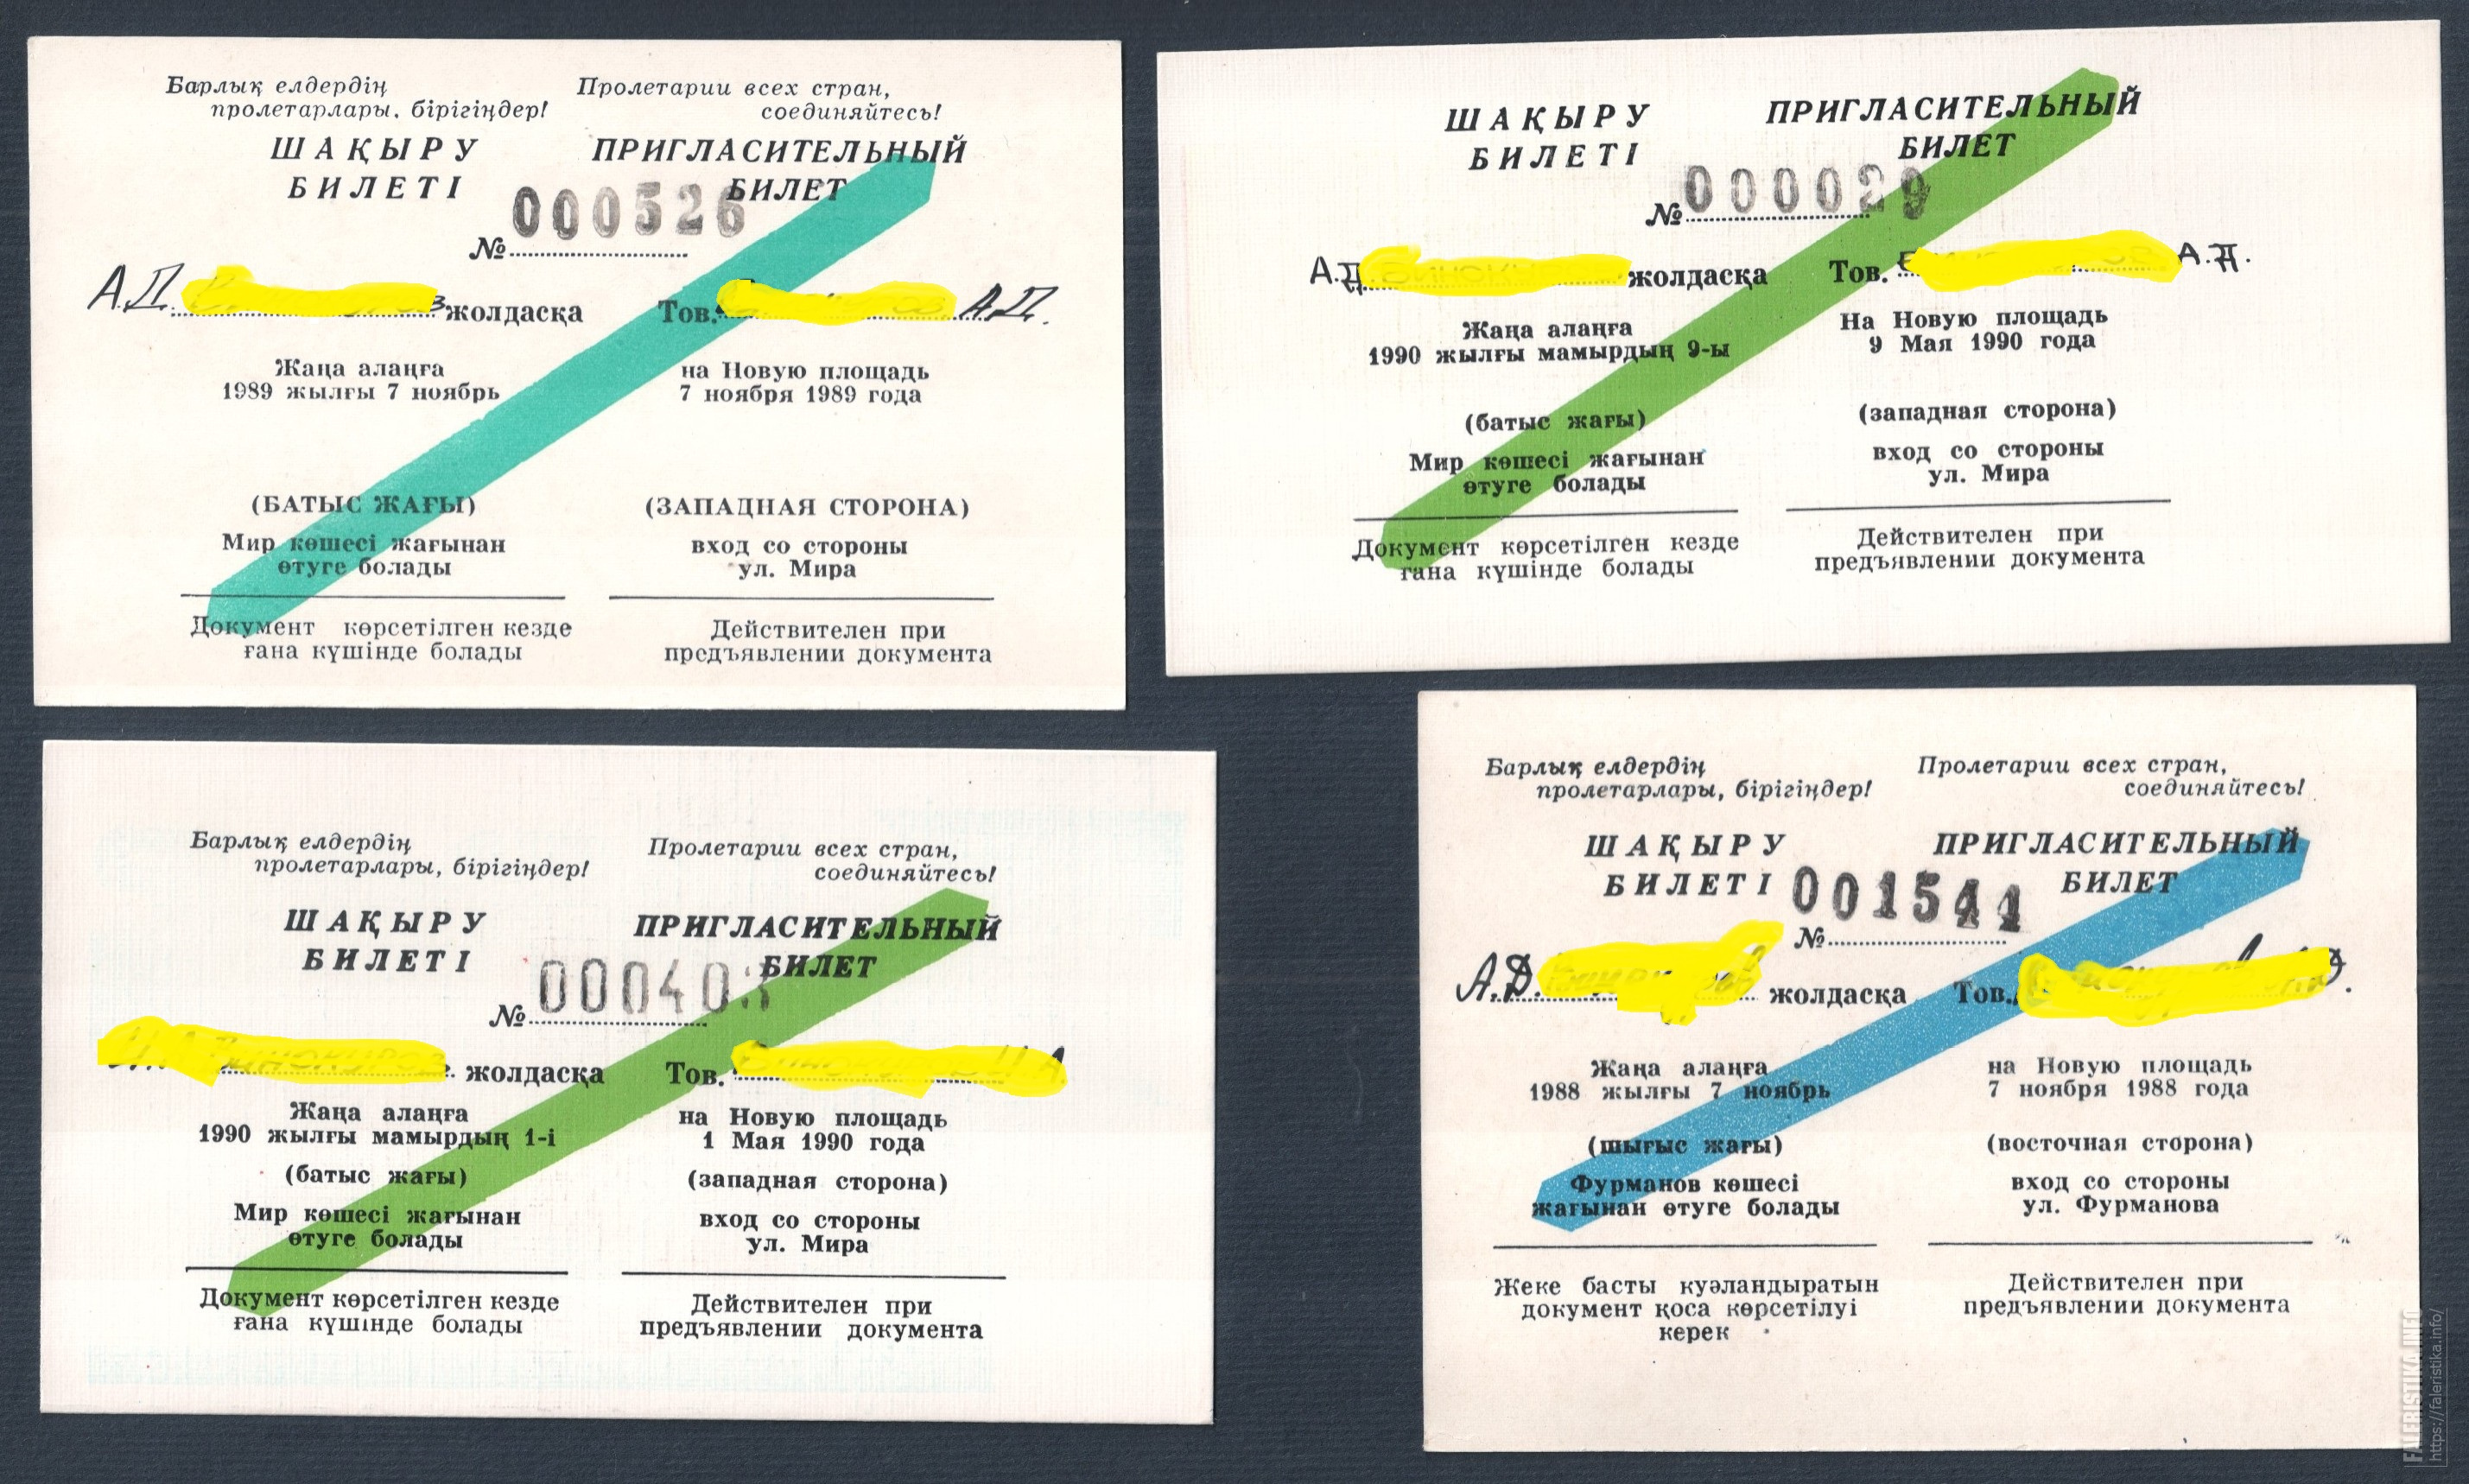 Барлық елдердің
пролетарлары, бірігіңдер!
ШАҚЫРУ
БИЛЕТІ
Пролетарии всех стран,
соединяйтесь!
ПРИГЛАСИТЕЛЬНЫЙ
БИЛЕТ
№ 000526
А.Д. жолдасқа
Тов. А.Д.
Жаңа алаңға
1989 жылғы 7 ноябрь
на Новую площадь
7 ноября 1989 года
(БАТЫС ЖАҒЫ)
Мир көшесі жағынан
өтуге болады
(ЗАПАДНАЯ СТОРОНА)
вход со стороны
ул. Мира
Документ көрсетілген кезде
ғана күшінде болады
Действителен при
предъявлении документа
ШАҚЫРУ
БИЛЕТІ
ПРИГЛАСИТЕЛЬНЫЙ
БИЛЕТ
№ 000029
А.Д. жолдасқа
Тов. А.Д.
Жаңа алаңға
1990 жылғы мамырдың 9-ы
На Новую площадь
9 Мая 1990 года
(батыс жағы)
Мир көшесі жағынан
өтуге болады
(западная сторона)
вход со стороны
ул. Мира
Документ көрсетілген кезде
ғана күшінде болады
Действителен при
предъявлении документа
Барлық елдердің
пролетарлары, бірігіңдер!
ШАҚЫРУ
БИЛЕТІ
Пролетарии всех стран,
соединяйтесь!
ПРИГЛАСИТЕЛЬНЫЙ
БИЛЕТ
№
жолдасқа
Тов.
Жаңа алаңға
1990 жылғы мамырдың 1-і
на Новую площадь
1 Мая 1990 года
(батыс жағы)
Мир көшесі жағынан
өтуге болады
(западная сторона)
вход со стороны
ул. Мира
Документ көрсетілген кезде
ғана күшінде болады
Действителен при
предъявлении документа
Барлық елдердің
пролетарлары, бірігіңдер!
ШАҚЫРУ
БИЛЕТІ
Пролетарии всех стран,
соединяйтесь!
ПРИГЛАСИТЕЛЬНЫЙ
БИЛЕТ
№ 001544
А.Д. жолдасқа
Тов.
Жаңа алаңға
1988 жылғы 7 ноябрь
на Новую площадь
7 ноября 1988 года
(шығыс жағы)
Фурманов көшесі
жағынан өтуге болады
(восточная сторона)
вход со стороны
ул. Фурманова
Жеке басты куәландыратын
документ қоса көрсетілуі
керек
Действителен при
предъявлении документа
FALERISTIKA.INFO
https://faleristika.info/